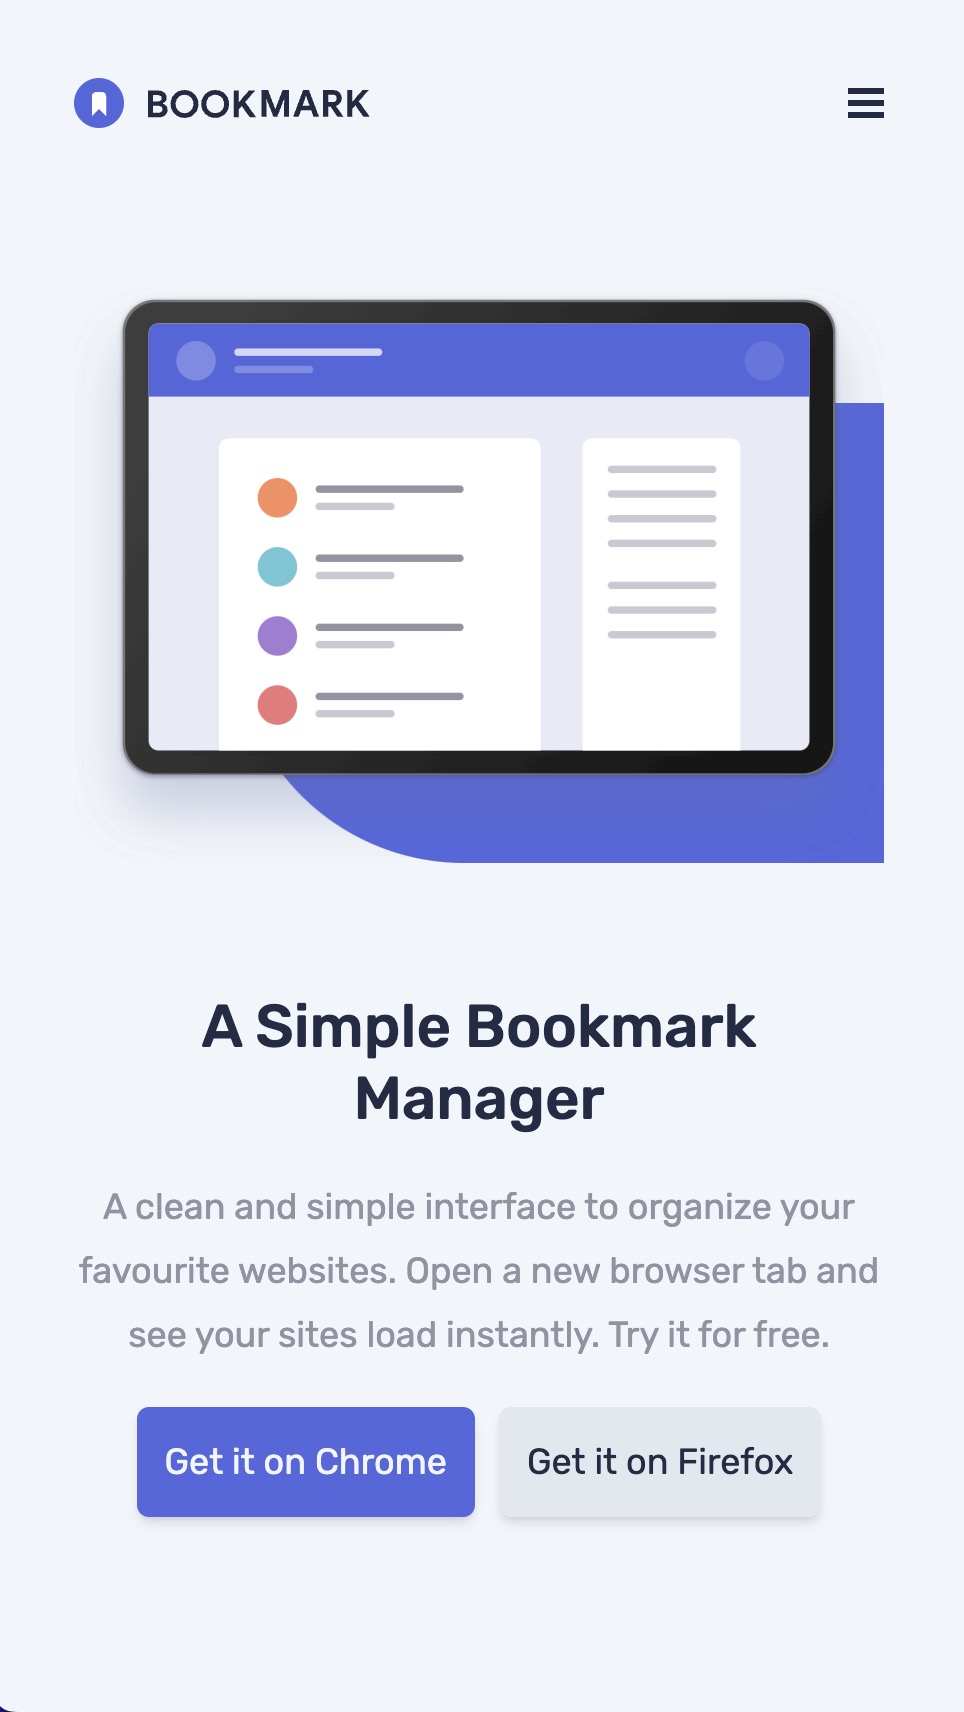 BOOKMARK
A Simple Bookmark
Manager
A clean and simple interface to organize your
favourite websites. Open a new browser tab and
see your sites load instantly. Try it for free.
Get it on Chrome
Get it on Firefox